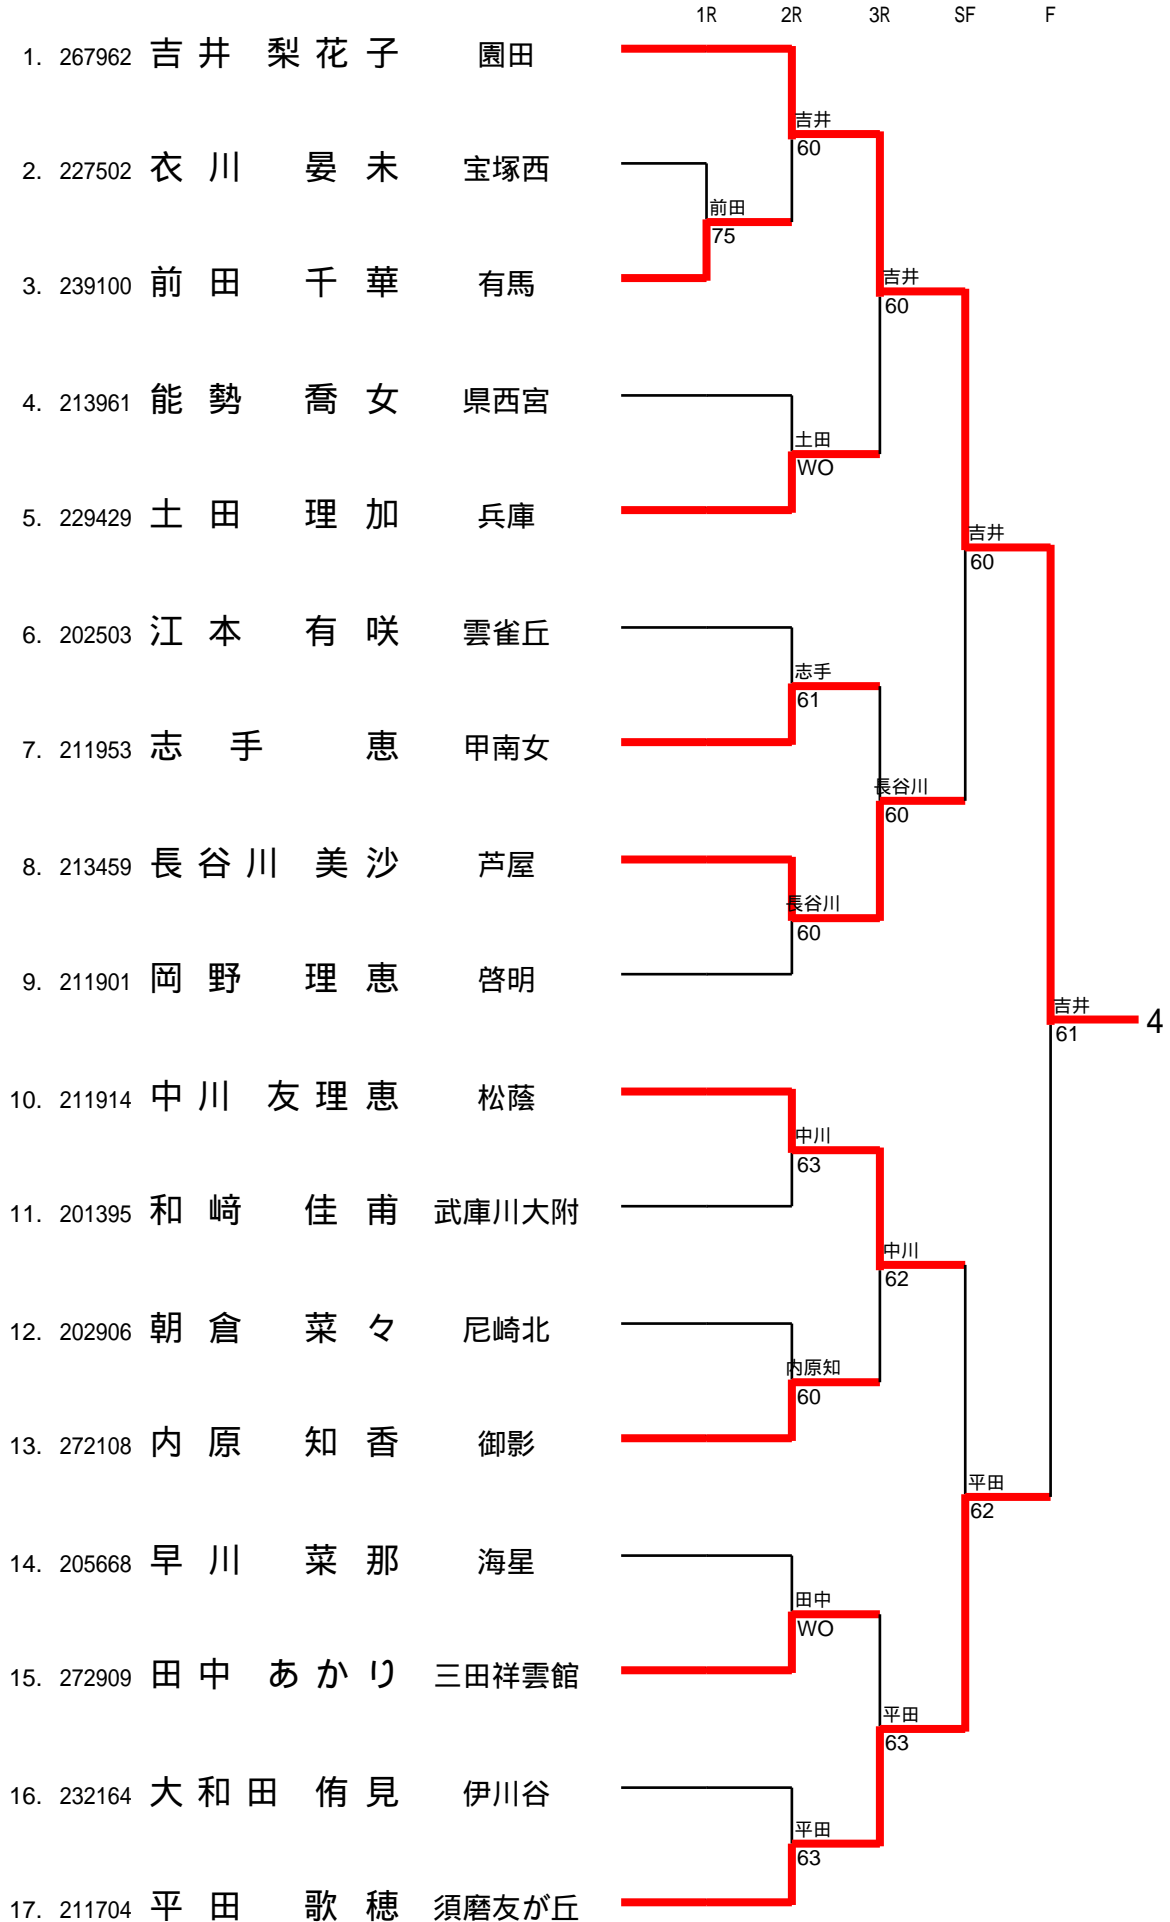 1R 2R 3R SF F
1. 267962 吉井 梨花子 園田
吉井
60
2. 227502 衣川 晏未 宝塚西
前田
75
3. 239100 前田 千華 有馬
吉井
60
4. 213961 能勢 喬女 県西宮
土田
WO
5. 229429 土田 理加 兵庫
吉井
60
6. 202503 江本 有咲 雲雀丘
志手
61
7. 211953 志手 恵 甲南女
長谷川
60
8. 213459 長谷川 美沙 芦屋
長谷川
60
9. 211901 岡野 理恵 啓明
吉井
61
4
10. 211914 中川 友理恵 松蔭
中川
63
11. 201395 和﨑 佳甫 武庫川大附
中川
62
12. 202906 朝倉 菜々 尼崎北
内原知
60
13. 272108 内原 知香 御影
平田
62
14. 205668 早川 菜那 海星
田中
WO
15. 272909 田中 あかり 三田祥雲館
平田
63
16. 232164 大和田 侑見 伊川谷
平田
63
17. 211704 平田 歌穂 須磨友が丘